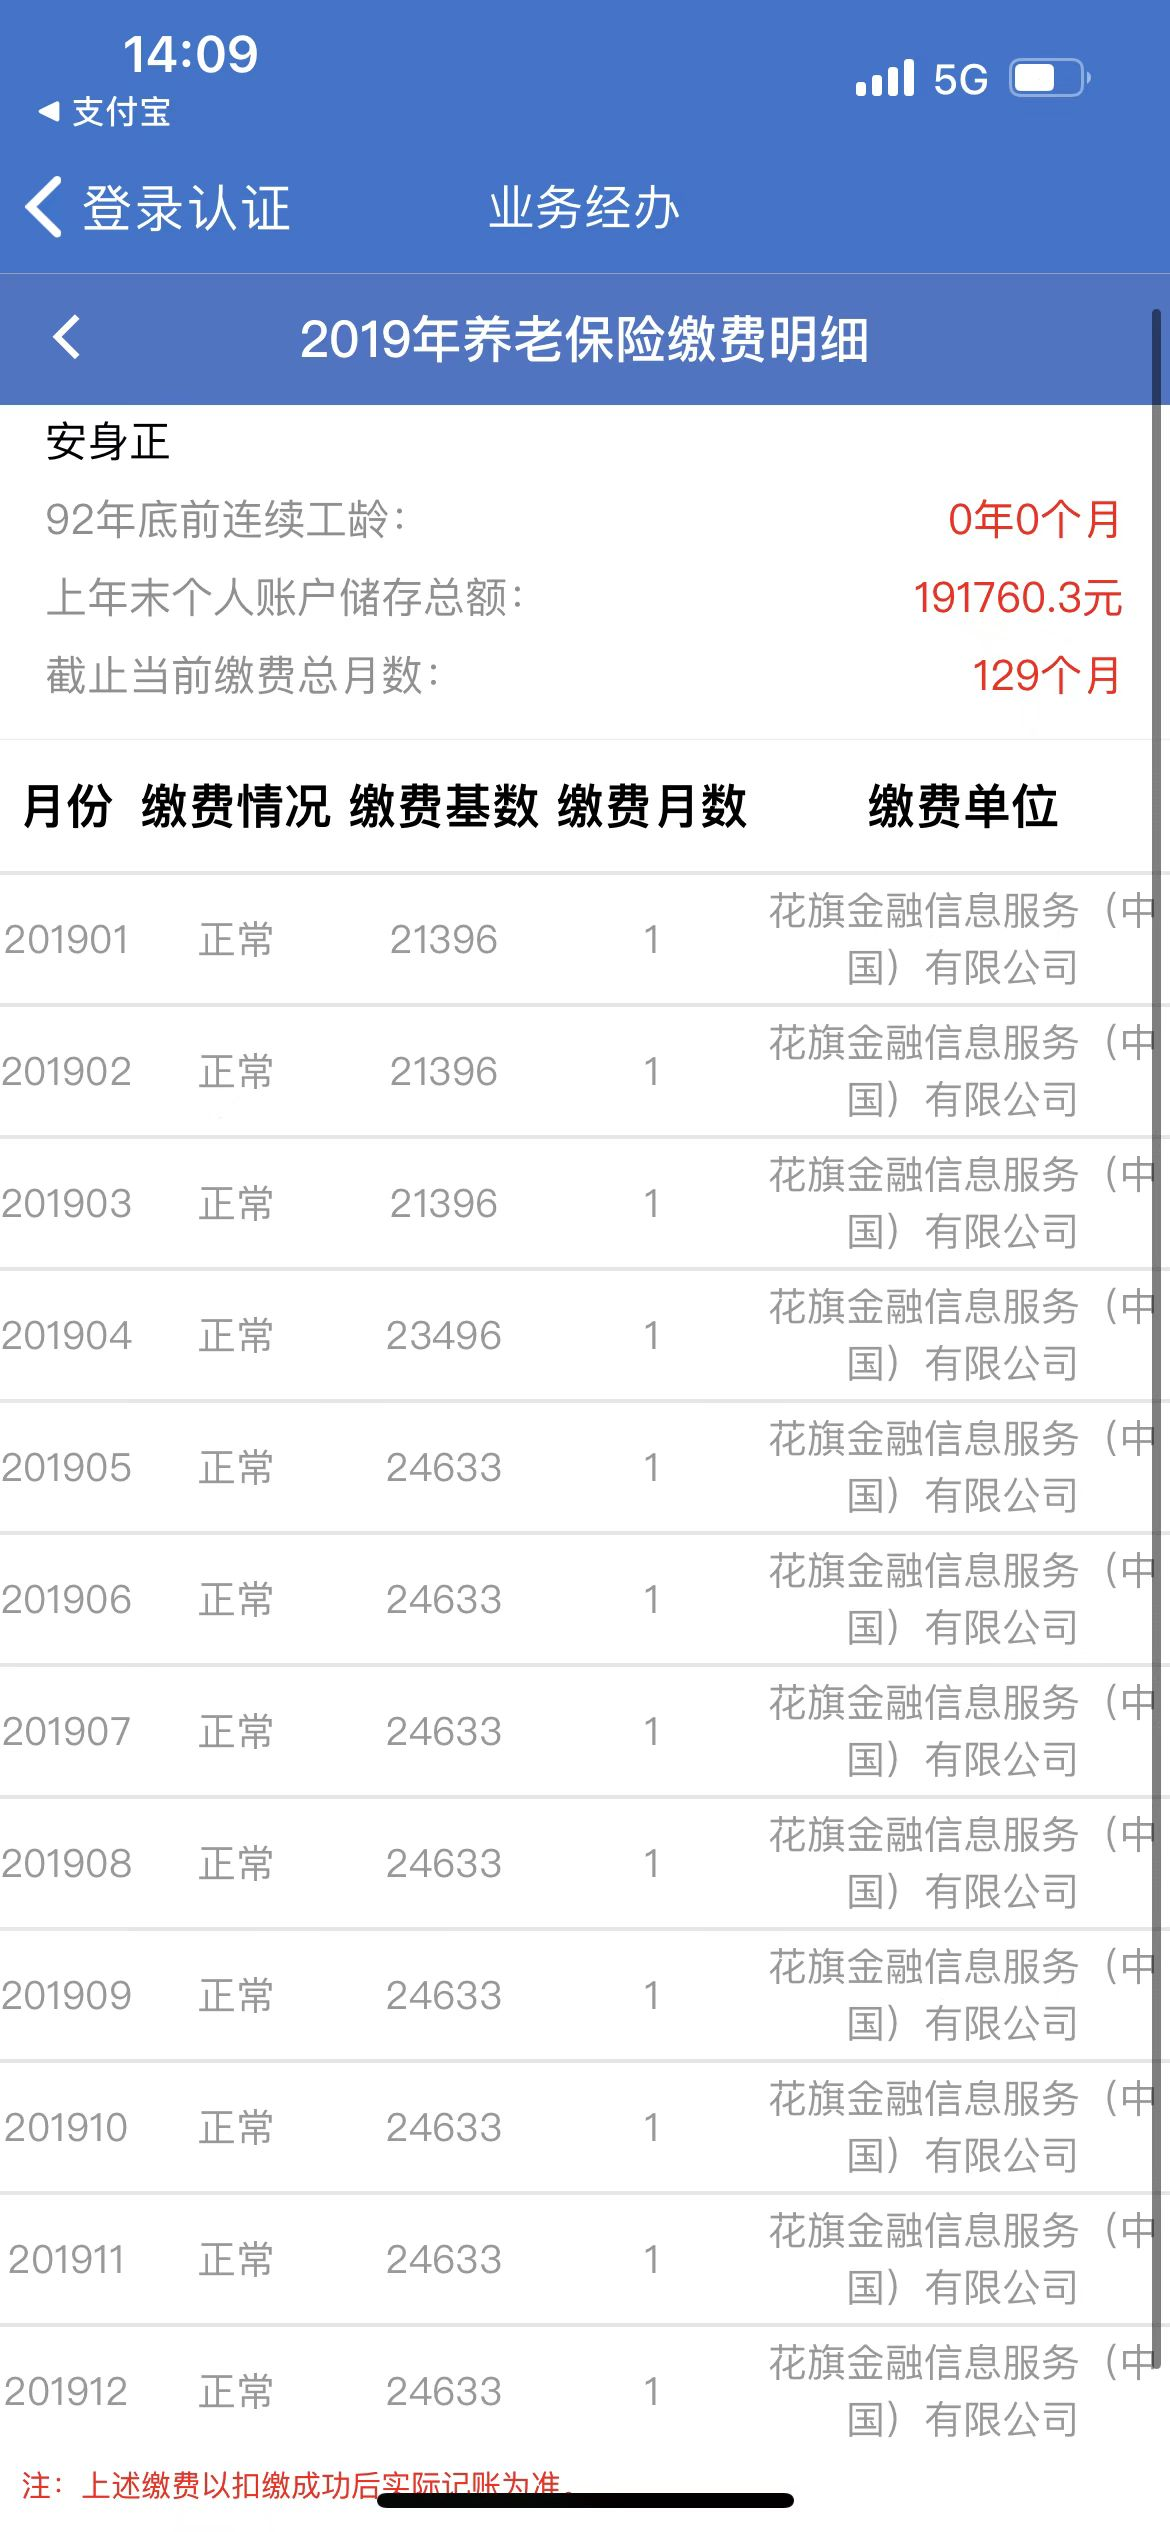 14:09
5G
支付宝
登录认证
业务经办
2019年养老保险缴费明细
安身正
92年底前连续工龄：
0年0个月
上年末个人账户储存总额：
191760.3元
截止当前缴费总月数：
129个月
月份 缴费情况 缴费基数 缴费月数 缴费单位
201901 正常 21396 1 花旗金融信息服务（中
国）有限公司
201902 正常 21396 1 花旗金融信息服务（中
国）有限公司
201903 正常 21396 1 花旗金融信息服务（中
国）有限公司
201904 正常 23496 1 花旗金融信息服务（中
国）有限公司
201905 正常 24633 1 花旗金融信息服务（中
国）有限公司
201906 正常 24633 1 花旗金融信息服务（中
国）有限公司
201907 正常 24633 1 花旗金融信息服务（中
国）有限公司
201908 正常 24633 1 花旗金融信息服务（中
国）有限公司
201909 正常 24633 1 花旗金融信息服务（中
国）有限公司
201910 正常 24633 1 花旗金融信息服务（中
国）有限公司
201911 正常 24633 1 花旗金融信息服务（中
国）有限公司
201912 正常 24633 1 花旗金融信息服务（中
国）有限公司
注：上述缴费以扣缴成功后实际记账为准。